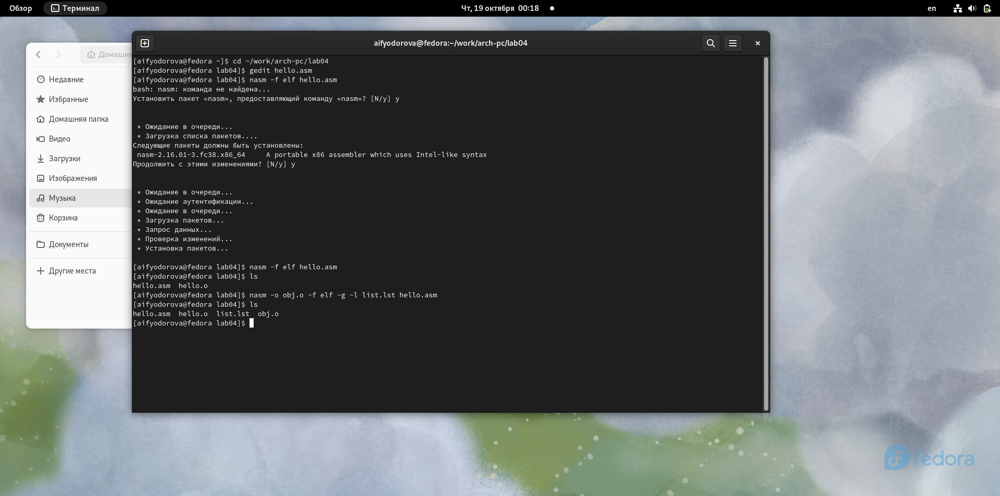 Обзор
Терминал
Чт, 19 октября 00:18
en
aifyodorova@fedora:~/work/arch-pc/lab04
Недавние
Избранные
Домашняя папка
Видео
Загрузки
Изображения
Музыка
Корзина
Документы
Другие места
[aifyodorova@fedora ~]$ cd ~/work/arch-pc/lab04
[aifyodorova@fedora lab04]$ gedit hello.asm
[aifyodorova@fedora lab04]$ nasm -f elf hello.asm
bash: nasm: команда не найдена...
Установить пакет «nasm», предоставляющий команду «nasm»? [N/y] y
* Ожидание в очереди...
* Загрузка списка пакетов....
Следующие пакеты должны быть установлены:
nasm-2.16.01-3.fc38.x86_64     A portable x86 assembler which uses Intel-like syntax
Продолжить с этими изменениями? [N/y] y
* Ожидание в очереди...
* Ожидание аутентификации...
* Ожидание в очереди...
* Загрузка пакетов...
* Запрос данных...
* Проверка изменений...
* Установка пакетов...
[aifyodorova@fedora lab04]$ nasm -f elf hello.asm
[aifyodorova@fedora lab04]$ ls
hello.asm  hello.o
[aifyodorova@fedora lab04]$ nasm -o obj.o -f elf -g -l list.lst hello.asm
[aifyodorova@fedora lab04]$ ls
hello.asm  hello.o  list.lst  obj.o
[aifyodorova@fedora lab04]$
fedora